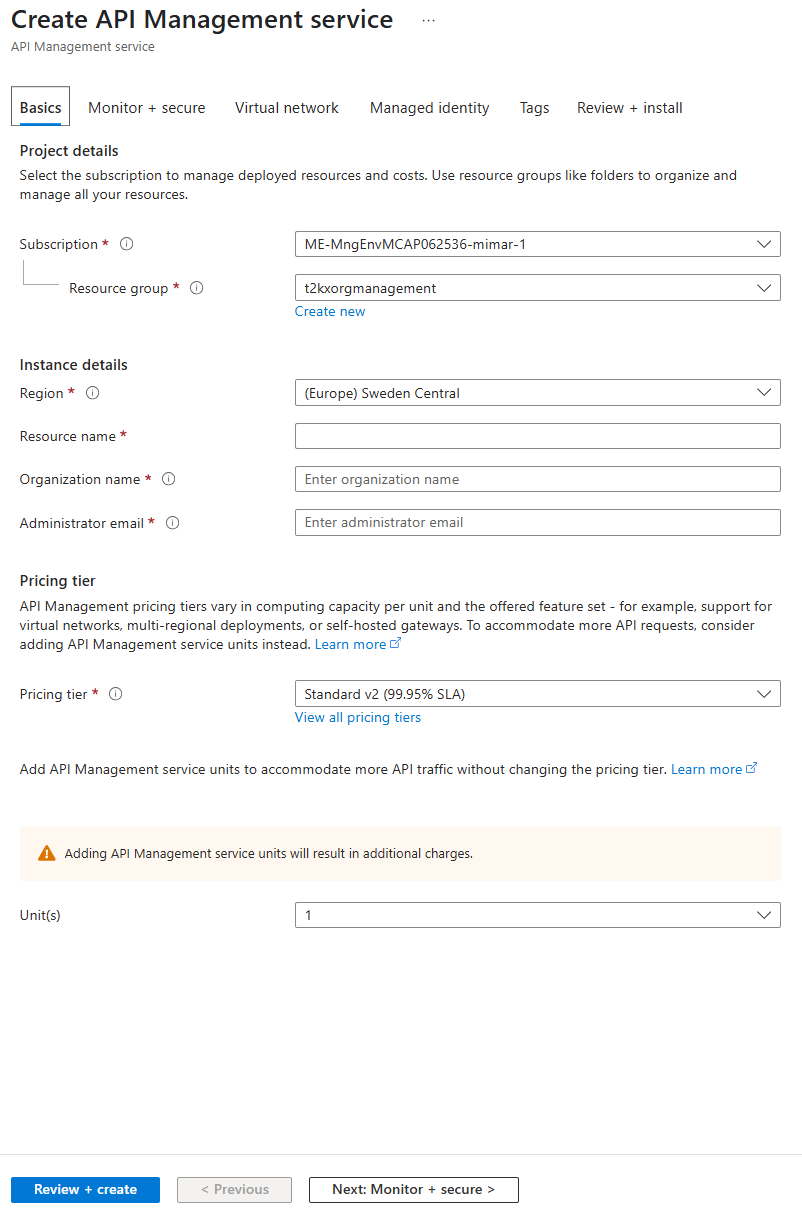 Create API Management service ...
API Management service
Basics Monitor + secure Virtual network Managed identity Tags Review + install
Project details
Select the subscription to manage deployed resources and costs. Use resource groups like folders to organize and
manage all your resources.
Subscription * ME-MngEnvMCAP062536-mimar-1
Resource group * t2kxorgmanagement
Create new
Instance details
Region * (Europe) Sweden Central
Resource name *
Organization name * Enter organization name
Administrator email * Enter administrator email
Pricing tier
API Management pricing tiers vary in computing capacity per unit and the offered feature set - for example, support for
virtual networks, multi-regional deployments, or self-hosted gateways. To accommodate more API requests, consider
adding API Management service units instead. Learn more
Pricing tier * Standard v2 (99.95% SLA)
View all pricing tiers
Add API Management service units to accommodate more API traffic without changing the pricing tier. Learn more
Adding API Management service units will result in additional charges.
Unit(s) 1
Review + create < Previous Next: Monitor + secure >